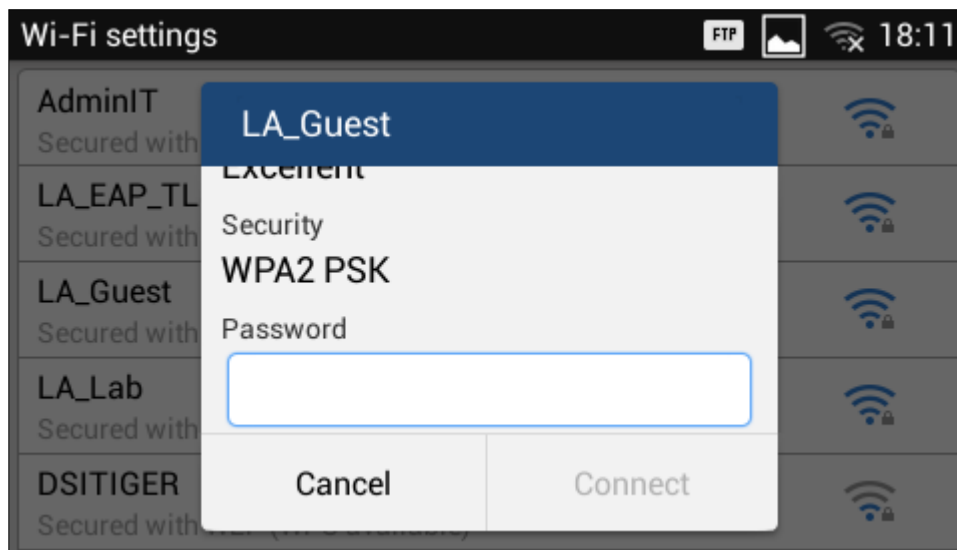 Wi-Fi settings
FTP
18:11
AdminIT
Secured with
LA_EAP_TL
Secured with
LA_Guest
Secured with
LA_Lab
Secured with
DSITIGER
Secured with
LA_Guest
Excellent
Security
WPA2 PSK
Password
Cancel
Connect